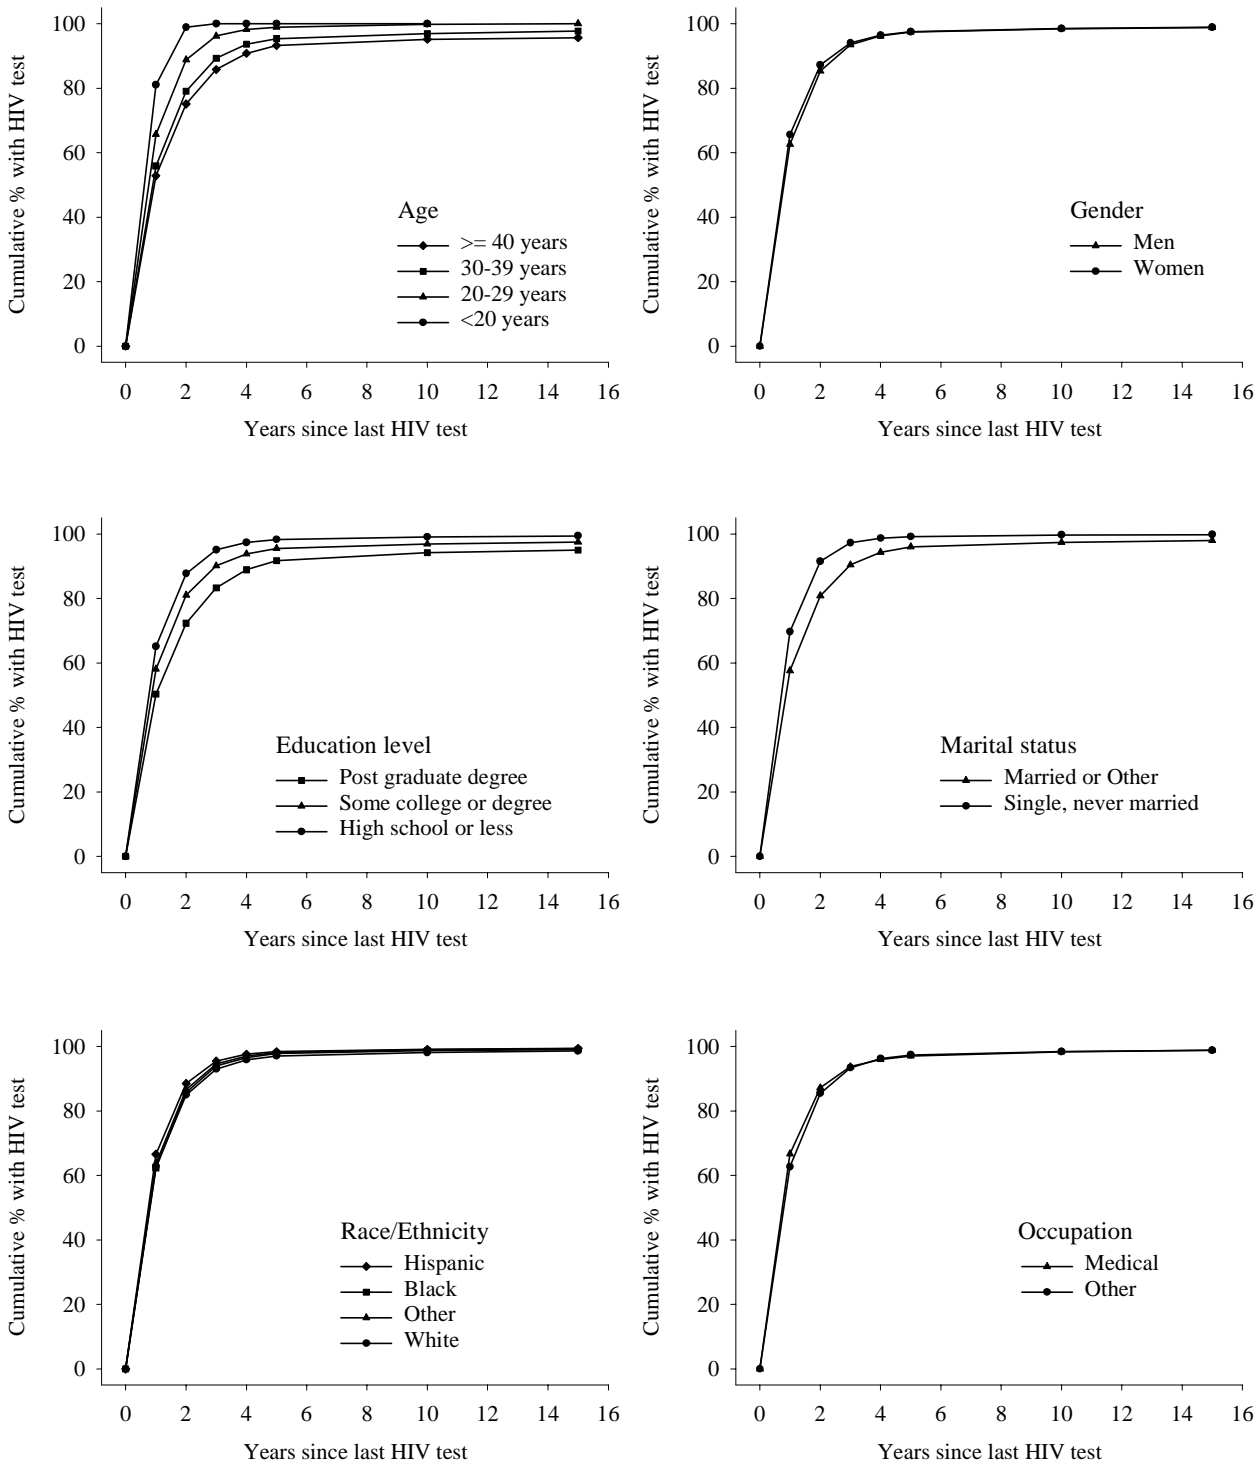 Cumulative % with HIV test
100
80
60
40
20
0
Age
>= 40 years
30-39 years
20-29 years
<20 years
0 2 4 6 8 10 12 14 16
Years since last HIV test
Cumulative % with HIV test
100
80
60
40
20
0
Gender
Men
Women
0 2 4 6 8 10 12 14 16
Years since last HIV test
Cumulative % with HIV test
100
80
60
40
20
0
Education level
Post graduate degree
Some college or degree
High school or less
0 2 4 6 8 10 12 14 16
Years since last HIV test
Cumulative % with HIV test
100
80
60
40
20
0
Marital status
Married or Other
Single, never married
0 2 4 6 8 10 12 14 16
Years since last HIV test
Cumulative % with HIV test
100
80
60
40
20
0
Race/Ethnicity
Hispanic
Black
Other
White
0 2 4 6 8 10 12 14 16
Years since last HIV test
Cumulative % with HIV test
100
80
60
40
20
0
Occupation
Medical
Other
0 2 4 6 8 10 12 14 16
Years since last HIV test